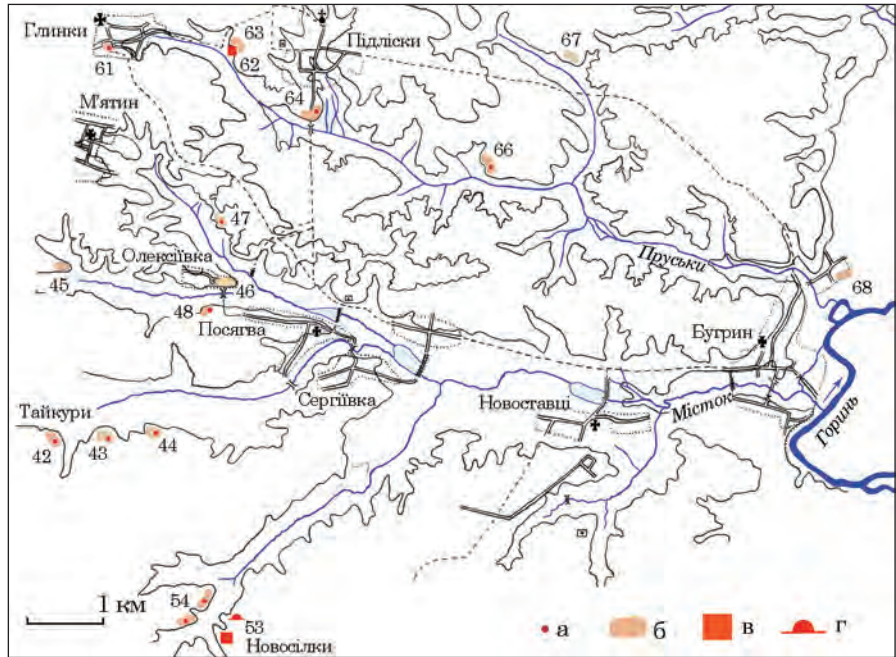 Глинки
61
63
62
Підліски
67
М'ятин
64
66
47
Олексіївка
45
46
48
Посягва
Пруськи
68
Бугрин
Сергіївка
Новоставці
Місток
Горинь
Тайкури
42
43
44
1 км
54
53
Новосілки
а
б
в
г